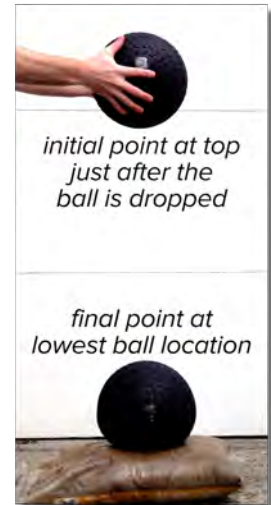 initial point at top
just after the
ball is dropped
final point at
lowest ball location